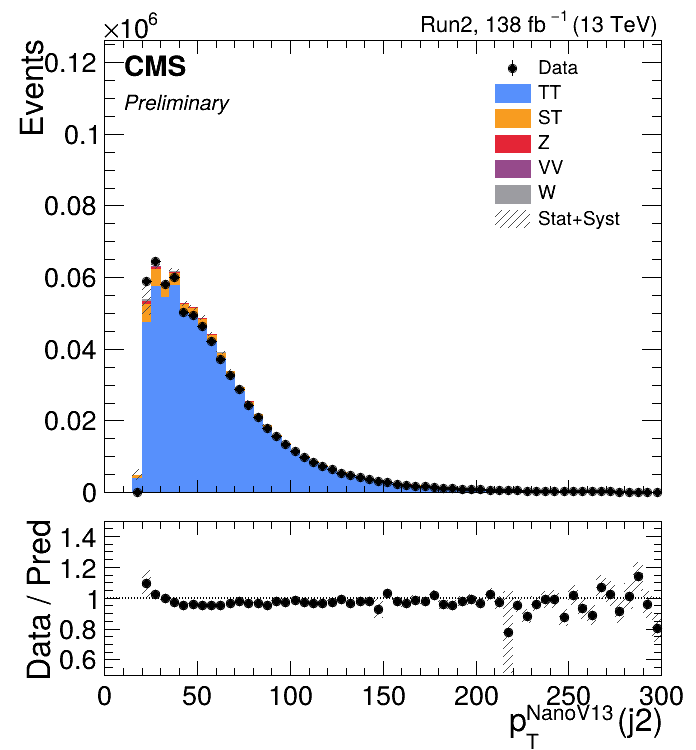 ×10⁶
Run2, 138 fb⁻¹ (13 TeV)
Events
0.12
0.1
0.08
0.06
0.04
0.02
0
CMS
Preliminary
Data
TT
ST
Z
VV
W
Stat+Syst
Data / Pred
1.4
1.2
1
0.8
0.6
0 50 100 150 200 250 300
p_T^NanoV13 (j2)